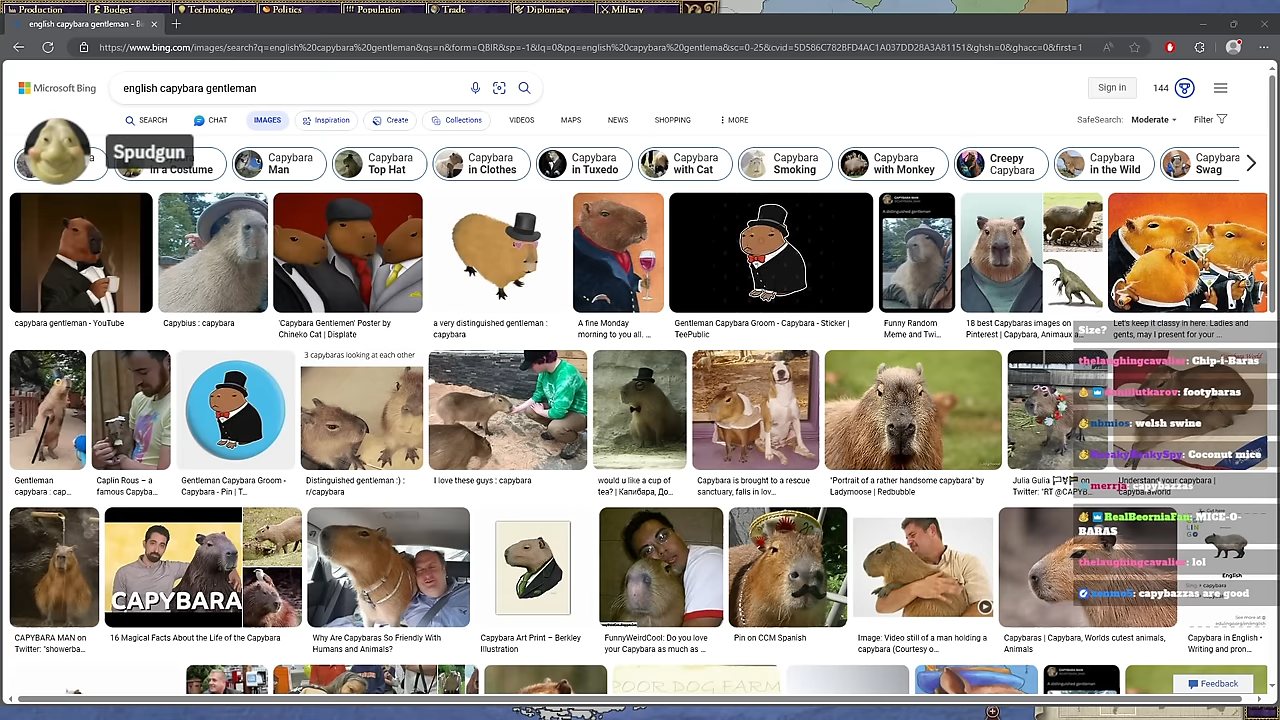 Production Budget Technology Politics Population Trade Diplomacy Military
english capybara gentleman - Bi
https://www.bing.com/images/search?q=english%20capybara%20gentleman&qs=n&form=QBIR&sp=-1&lq=0&pq=english%20capybara%20gentlema&sc=0-25&cvid=5D586C782BFD4AC1A037DD28A3A81151&ghsh=0&ghacc=0&first=1
Microsoft Bing
english capybara gentleman
Sign in
144
SEARCH CHAT IMAGES Inspiration Create Collections VIDEOS MAPS NEWS SHOPPING MORE
SafeSearch: Moderate Filter
Spudgun
in a Costume
Capybara Man
Capybara Top Hat
Capybara in Clothes
Capybara in Tuxedo
Capybara with Cat
Capybara Smoking
Capybara with Monkey
Creepy Capybara
Capybara in the Wild
Capybara Swag
A distinguished gentleman
capybara gentleman - YouTube
Capybius : capybara
'Capybara Gentlemen' Poster by
Chineko Cat | Displate
a very distinguished gentleman :
capybara
A fine Monday
morning to you all. ...
Gentleman Capybara Groom - Capybara - Sticker |
TeePublic
Funny Random
Meme and Twi...
18 best Capybaras images on
Pinterest | Capybara, Animaux
Let's keep it classy in here. Ladies and
gents, may I present for your ...
Size?
thelaughingcavalier: Chip-i-Baras
footybaras
nbmios: welsh swine
SneakyBeakySpy: Coconut mice
merrja: capybazzas
RealBeorniaFan: MICE-O-
BARAS
thelaughingcavalier: lol
capybazzas are good
3 capybaras looking at each other
Gentleman
capybara : cap...
Caplin Rous – a
famous Capyba...
Gentleman Capybara Groom -
Capybara - Pin | T...
Distinguished gentleman :) :
r/capybara
I love these guys : capybara
would u like a cup of
tea? | Капибара, До...
Capybara is brought to a rescue
sanctuary, falls in lov...
"Portrait of a rather handsome capybara" by
Ladymoose | Redbubble
Julia Gulia
on
Twitter: "RT @CAPYB...
Understand your capybara |
capybaraworld
CAPYBARA
CAPYBARA MAN on
Twitter: "showerba...
16 Magical Facts About the Life of the Capybara
Why Are Capybaras So Friendly With
Humans and Animals?
Capybara Print — Berkley
Illustration
FunnyWeirdCool: Do you love
your Capybara as much as ...
Pin on CCM Spanish
Image: Video still of a man holding a
capybara (Courtesy o...
Capybaras | Capybara, Worlds cutest animals,
Animals
English
Capybara in English -
Writing and pron...
Feedback